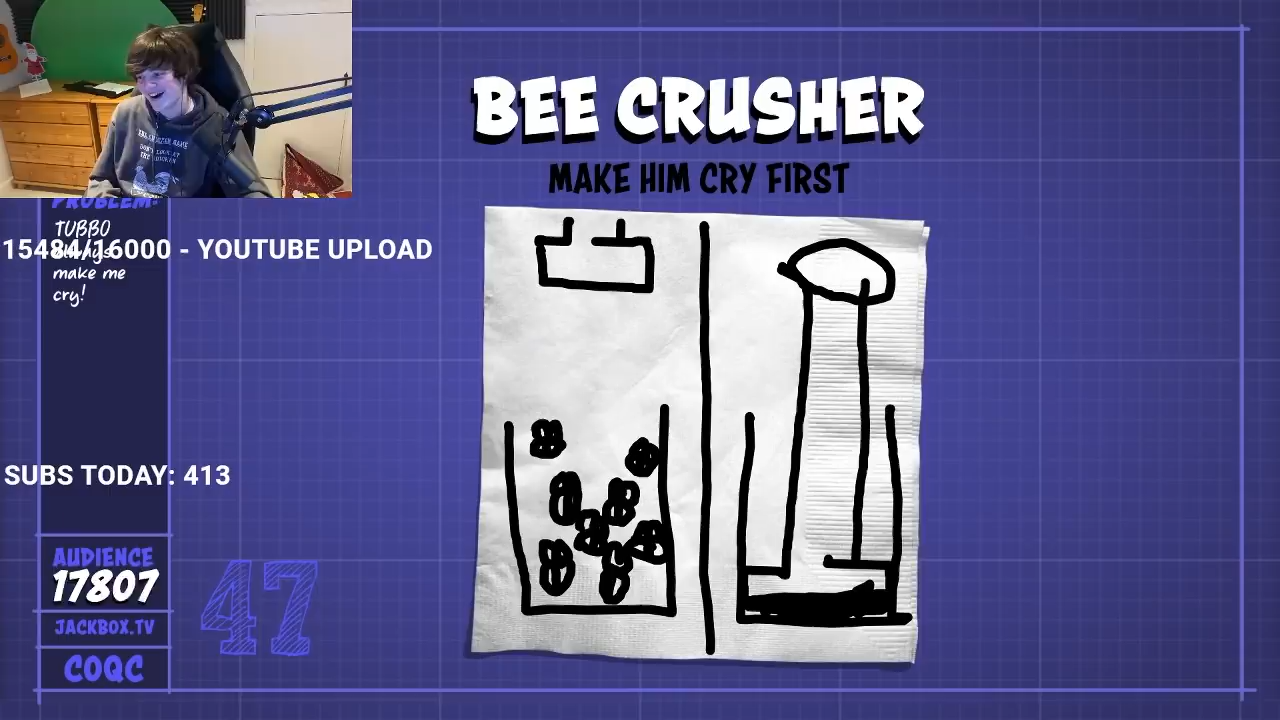 BEE CRUSHER
MAKE HIM CRY FIRST
PROBLEM:
TUBBO
15484/16000 - YOUTUBE UPLOAD
make me
cry!
SUBS TODAY: 413
AUDIENCE
17807
JACKBOX.TV
COQC
47